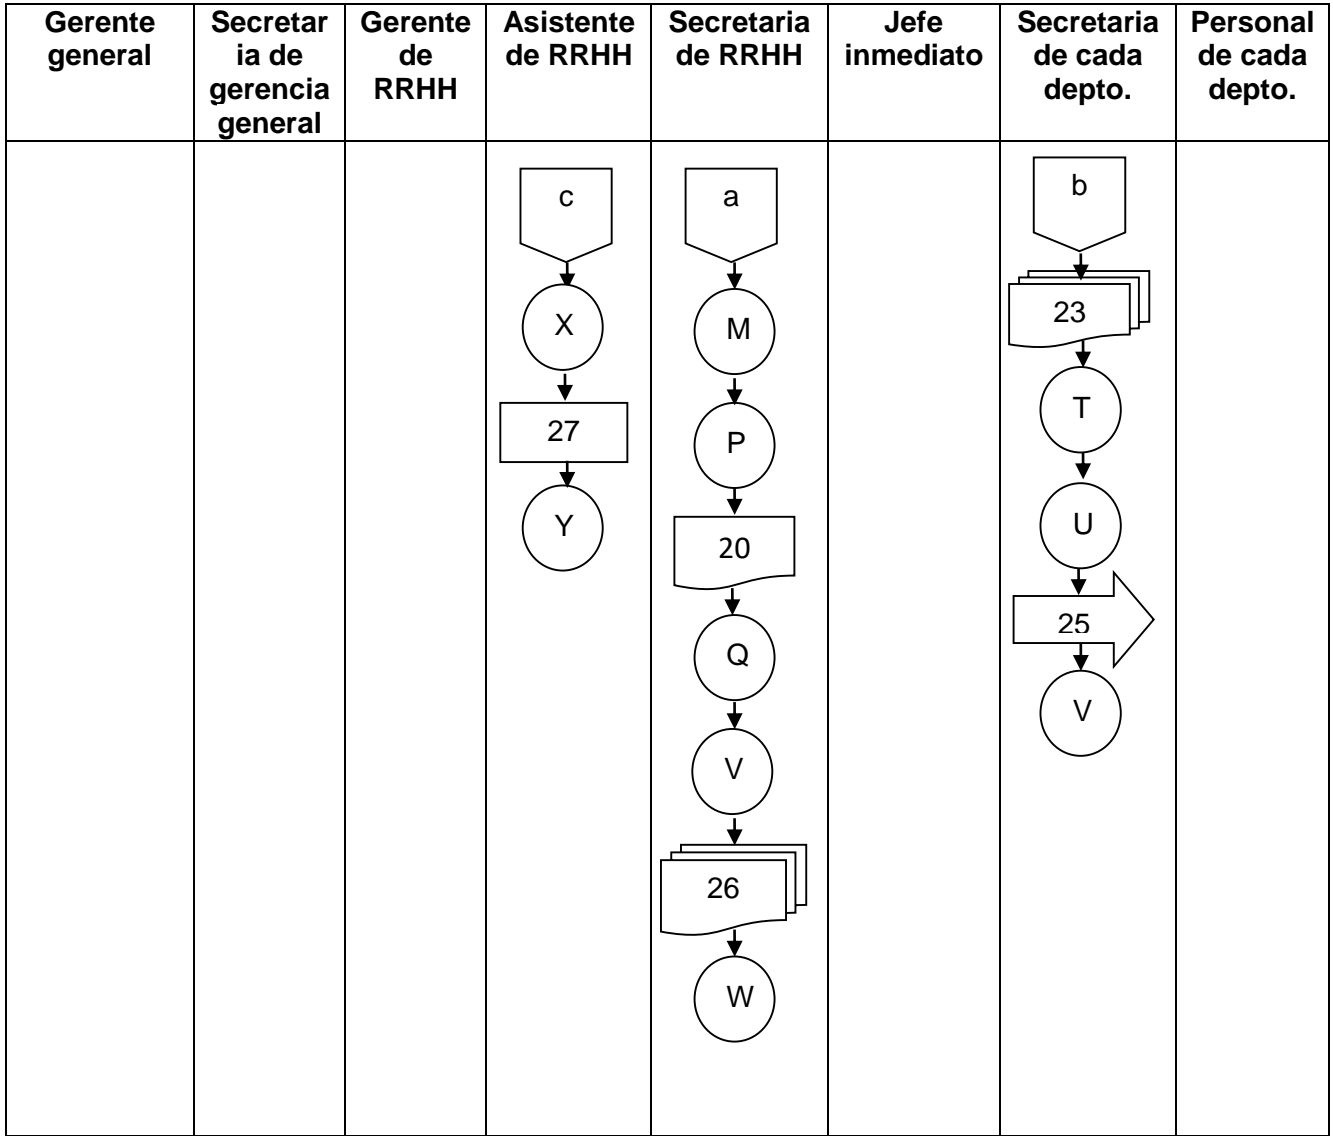 Gerente
general
Secretar
ia de
gerencia
general
Gerente
de
RRHH
Asistente
de RRHH
Secretaria
de RRHH
Jefe
inmediato
Secretaria
de cada
depto.
Personal
de cada
depto.
c
X
27
Y
a
M
P
20
Q
V
26
W
b
23
T
U
25
V